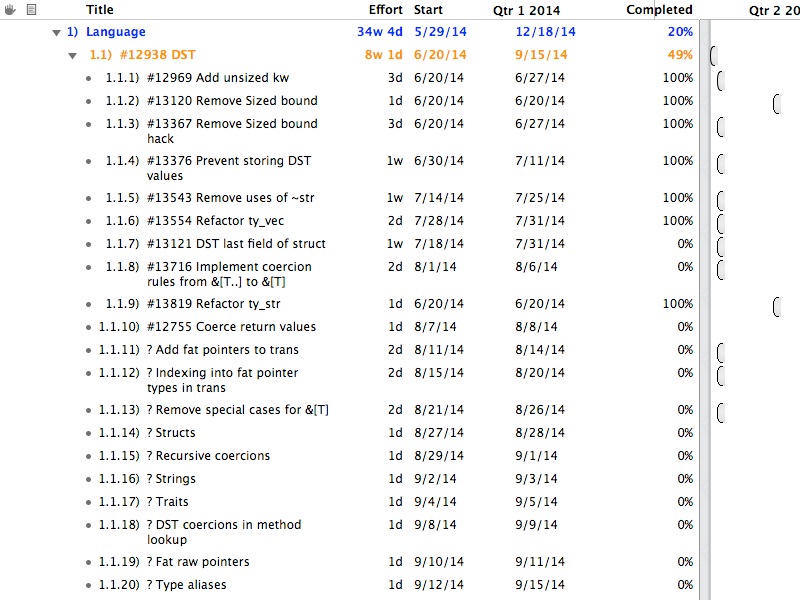 Title Effort Start Qtr 1 2014 Completed Qtr 2 20
1) Language 34w 4d 5/29/14 12/18/14 20%
1.1) #12938 DST 8w 1d 6/20/14 9/15/14 49%
1.1.1) #12969 Add unsized kw 3d 6/20/14 6/27/14 100%
1.1.2) #13120 Remove Sized bound 1d 6/20/14 6/20/14 100%
1.1.3) #13367 Remove Sized bound 3d 6/20/14 6/27/14 100%
hack
1.1.4) #13376 Prevent storing DST 1w 6/30/14 7/11/14 100%
values
1.1.5) #13543 Remove uses of ~str 1w 7/14/14 7/25/14 100%
1.1.6) #13554 Refactor ty_vec 2d 7/28/14 7/31/14 100%
1.1.7) #13121 DST last field of struct 1w 7/18/14 7/31/14 0%
1.1.8) #13716 Implement coercion 2d 8/1/14 8/6/14 0%
rules from &[T..] to &[T]
1.1.9) #13819 Refactor ty_str 1d 6/20/14 6/20/14 100%
1.1.10) #12755 Coerce return values 1d 8/7/14 8/8/14 0%
1.1.11) ? Add fat pointers to trans 2d 8/11/14 8/14/14 0%
1.1.12) ? Indexing into fat pointer 2d 8/15/14 8/20/14 0%
types in trans
1.1.13) ? Remove special cases for &[T] 2d 8/21/14 8/26/14 0%
1.1.14) ? Structs 1d 8/27/14 8/28/14 0%
1.1.15) ? Recursive coercions 1d 8/29/14 9/1/14 0%
1.1.16) ? Strings 1d 9/2/14 9/3/14 0%
1.1.17) ? Traits 1d 9/4/14 9/5/14 0%
1.1.18) ? DST coercions in method 1d 9/8/14 9/9/14 0%
lookup
1.1.19) ? Fat raw pointers 1d 9/10/14 9/11/14 0%
1.1.20) ? Type aliases 1d 9/12/14 9/15/14 0%